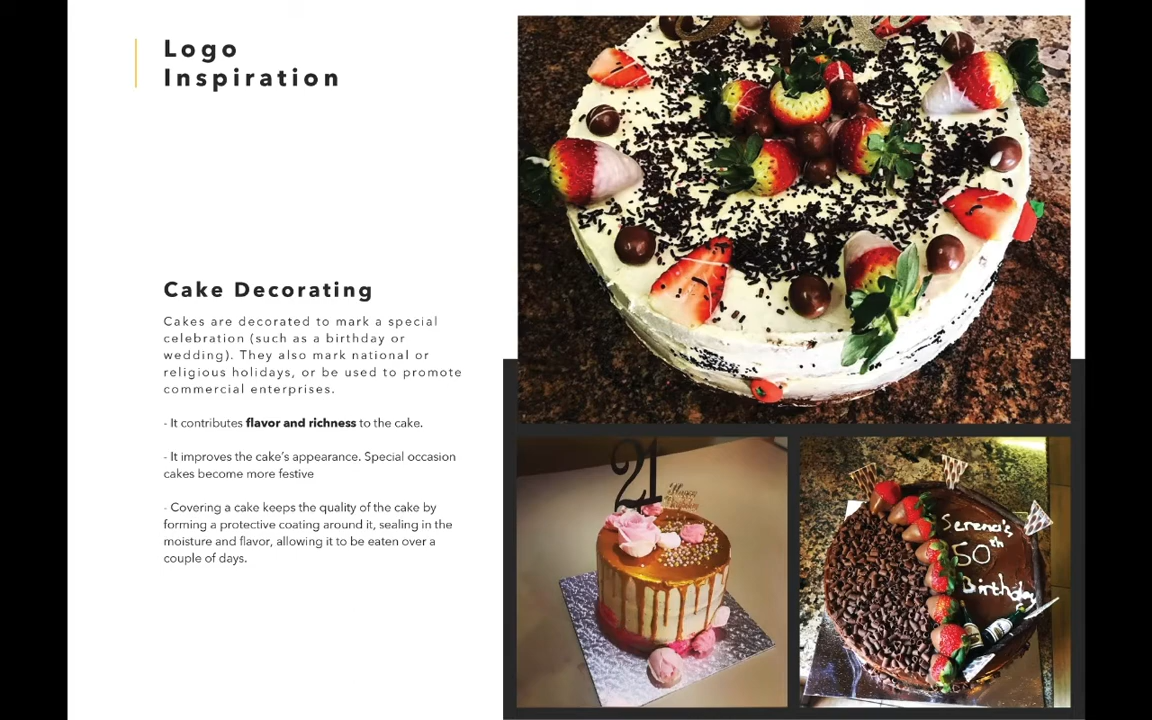 Logo
Inspiration
Cake Decorating
Cakes are decorated to mark a special
celebration (such as a birthday or
wedding). They also mark national or
religious holidays, or be used to promote
commercial enterprises.
- It contributes flavor and richness to the cake.
- It improves the cake's appearance. Special occasion
cakes become more festive
- Covering a cake keeps the quality of the cake by
forming a protective coating around it, sealing in the
moisture and flavor, allowing it to be eaten over a
couple of days.
21
Happy
Birthday
Serena's
50th
Birthday